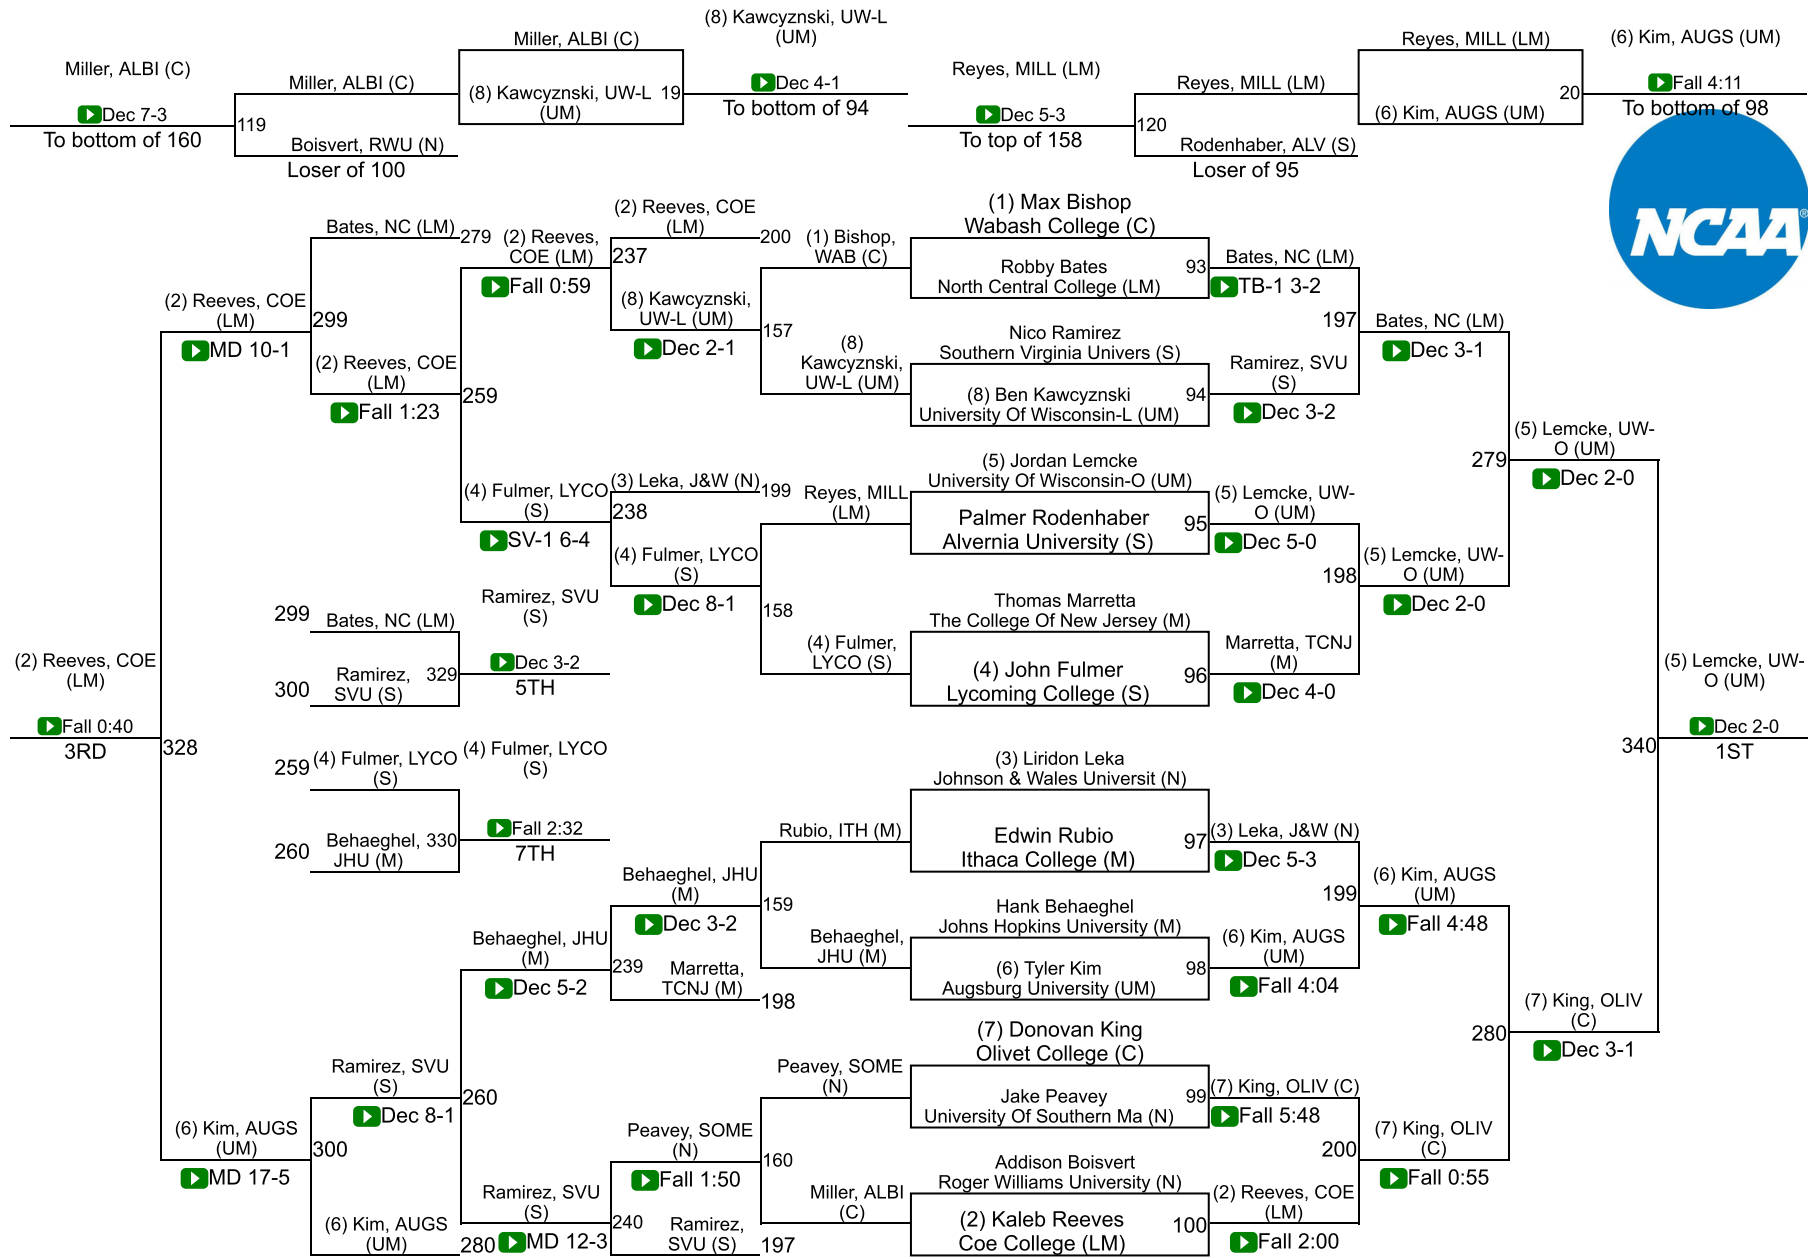 Miller, ALBI (C)
Dec 7-3
To bottom of 160
Miller, ALBI (C)
119
Boisvert, RWU (N)
Loser of 100
Miller, ALBI (C)
(8) Kawcyznski, UW-L
(UM)
19
(8) Kawcyznski, UW-L
(UM)
Dec 4-1
To bottom of 94
Reyes, MILL (LM)
Dec 5-3
To top of 158
Reyes, MILL (LM)
120
Rodenhaber, ALV (S)
Loser of 95
Reyes, MILL (LM)
(6) Kim, AUGS (UM)
20
(6) Kim, AUGS (UM)
Fall 4:11
To bottom of 98
NCAA®
(1) Max Bishop
Wabash College (C)
Robby Bates
North Central College (LM)
93
Nico Ramirez
Southern Virginia Univers (S)
(8) Ben Kawcyznski
University Of Wisconsin-L (UM)
94
(5) Jordan Lemcke
University Of Wisconsin-O (UM)
Palmer Rodenhaber
Alvernia University (S)
95
Thomas Marretta
The College Of New Jersey (M)
(4) John Fulmer
Lycoming College (S)
96
(3) Liridon Leka
Johnson & Wales Universit (N)
Edwin Rubio
Ithaca College (M)
97
Hank Behaeghel
Johns Hopkins University (M)
(6) Tyler Kim
Augsburg University (UM)
98
(7) Donovan King
Olivet College (C)
Jake Peavey
University Of Southern Ma (N)
99
Addison Boisvert
Roger Williams University (N)
(2) Kaleb Reeves
Coe College (LM)
100
Bates, NC (LM)
TB-1 3-2
197
Ramirez, SVU
(S)
Dec 3-2
(5) Lemcke, UW-
O (UM)
Dec 5-0
198
Marretta, TCNJ
(M)
Dec 4-0
(3) Leka, J&W (N)
Dec 5-3
199
(6) Kim, AUGS
(UM)
Fall 4:04
(7) King, OLIV (C)
Fall 5:48
200
(2) Reeves, COE
(LM)
Fall 2:00
Bates, NC (LM)
Dec 3-1
279
(5) Lemcke, UW-
O (UM)
Dec 2-0
(6) Kim, AUGS
(UM)
Fall 4:48
280
(7) King, OLIV
(C)
Fall 0:55
(5) Lemcke, UW-
O (UM)
Dec 2-0
340
(7) King, OLIV
(C)
Dec 3-1
(5) Lemcke, UW-
O (UM)
Dec 2-0
1ST
(1) Bishop,
WAB (C)
157
(8)
Kawcyznski,
UW-L (UM)
Reyes, MILL
(LM)
158
(4) Fulmer,
LYCO (S)
Rubio, ITH (M)
159
Behaeghel,
JHU (M)
Peavey, SOME
(N)
160
Miller, ALBI
(C)
(2) Reeves, COE
(LM)
200
237
(8) Kawcyznski,
UW-L (UM)
Dec 2-1
(3) Leka, J&W (N)
199
238
(4) Fulmer, LYCO
(S)
Dec 8-1
Behaeghel, JHU
(M)
Dec 3-2
239
Marretta,
TCNJ (M)
198
Peavey, SOME
(N)
Fall 1:50
240
Ramirez,
SVU (S)
197
(2) Reeves,
COE (LM)
Fall 0:59
259
(4) Fulmer, LYCO
(S)
SV-1 6-4
Behaeghel, JHU
(M)
Dec 5-2
260
Ramirez, SVU
(S)
MD 12-3
Bates, NC (LM)
279
299
(2) Reeves, COE
(LM)
Fall 1:23
Ramirez, SVU
(S)
Dec 8-1
300
(6) Kim, AUGS
(UM)
280
(2) Reeves, COE
(LM)
MD 10-1
328
(6) Kim, AUGS
(UM)
MD 17-5
(2) Reeves, COE
(LM)
Fall 0:40
3RD
299
Bates, NC (LM)
300
Ramirez,
SVU (S)
329
Ramirez, SVU
(S)
Dec 3-2
5TH
259
(4) Fulmer, LYCO
(S)
260
Behaeghel,
JHU (M)
330
(4) Fulmer, LYCO
(S)
Fall 2:32
7TH